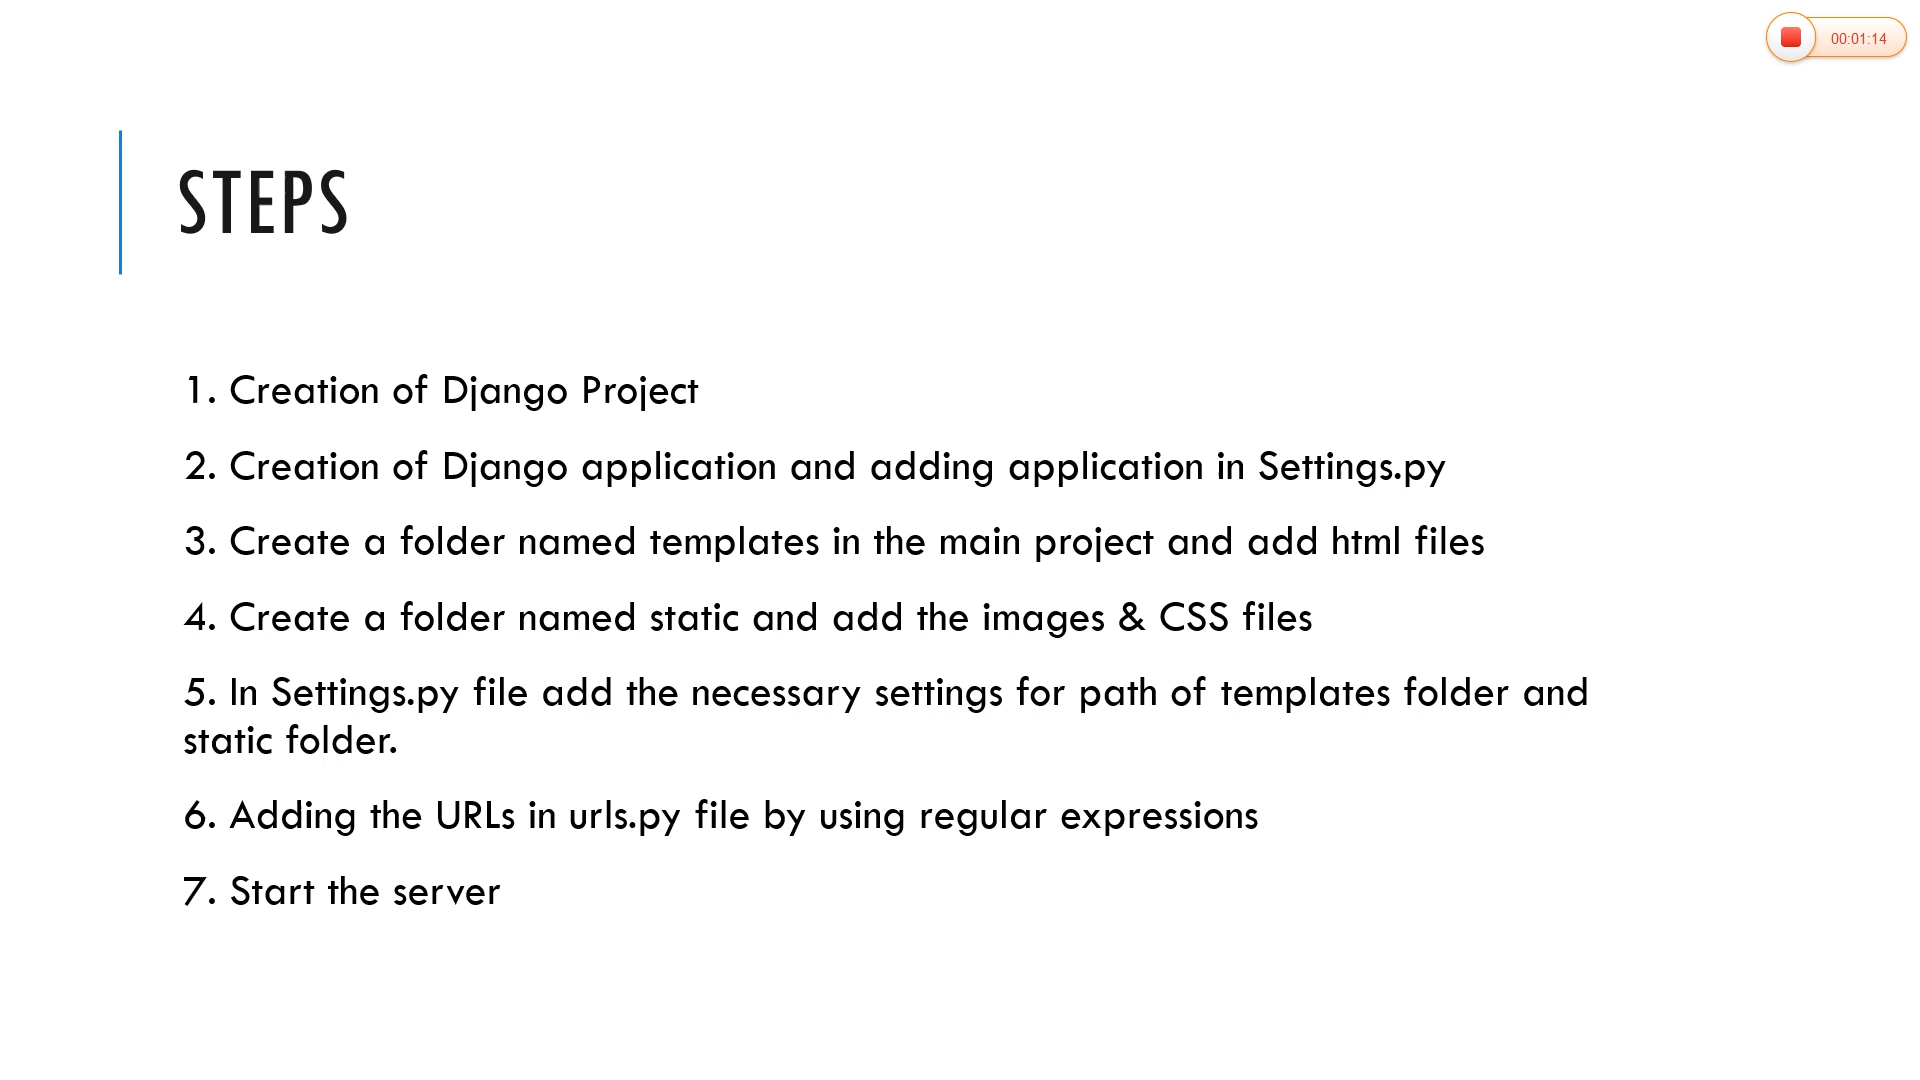 00:01:14
STEPS
1. Creation of Django Project
2. Creation of Django application and adding application in Settings.py
3. Create a folder named templates in the main project and add html files
4. Create a folder named static and add the images & CSS files
5. In Settings.py file add the necessary settings for path of templates folder and
static folder.
6. Adding the URLs in urls.py file by using regular expressions
7. Start the server